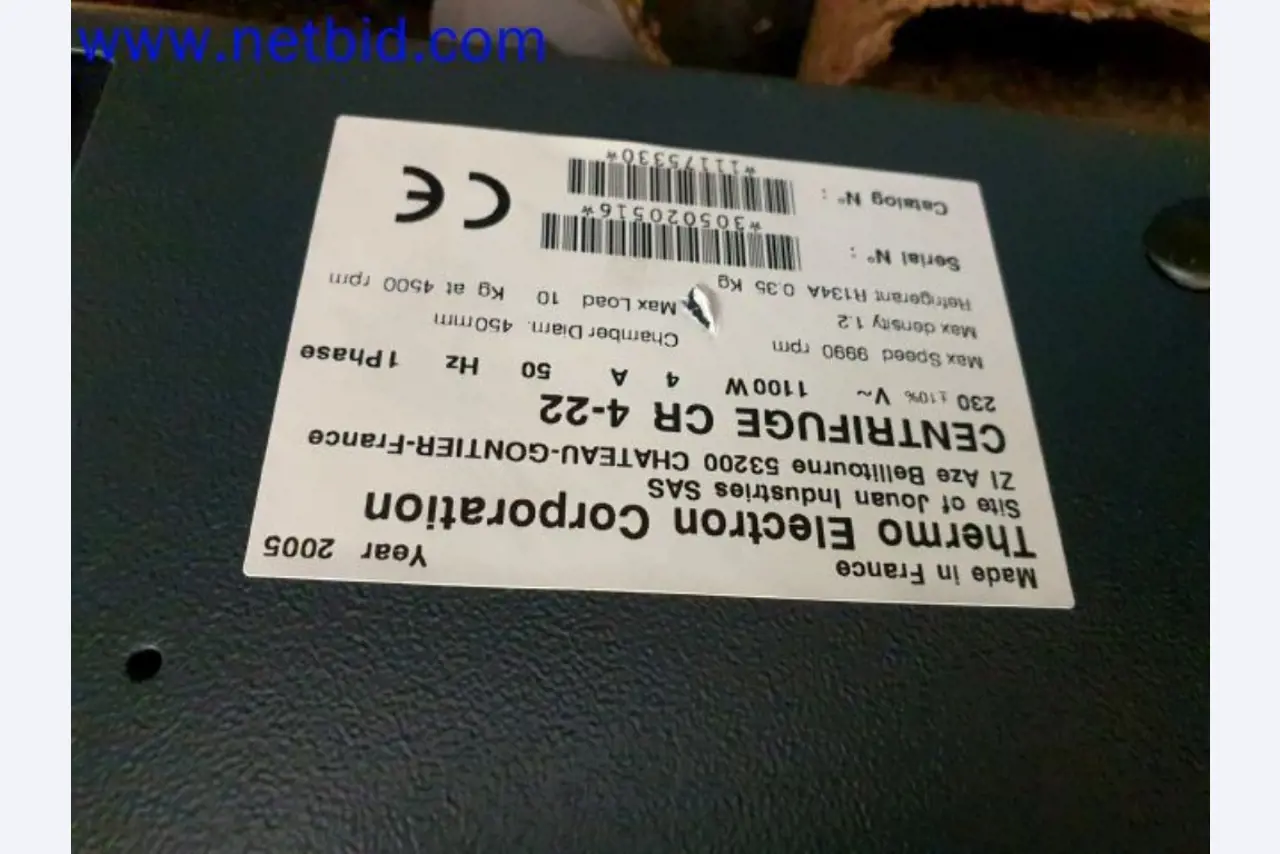 www.netbid.com
Made in France Year 2005
Thermo Electron Corporation
Site of Jouan Industries SAS
ZI Aze Bellitourne 53200 CHATEAU-GONTIER-France
CENTRIFUGE CR 4-22
230 ±10% V~ 1100 W 4 A 50 Hz 1 Phase
Max Speed 9990 rpm Chamber Diam. 450mm
Max density 1.2 Max Load 10 Kg at 4500 rpm
Refrigerant R134A 0.35 Kg
Serial N° :
*305020516*
Catalog N° :
*11175330*
CE